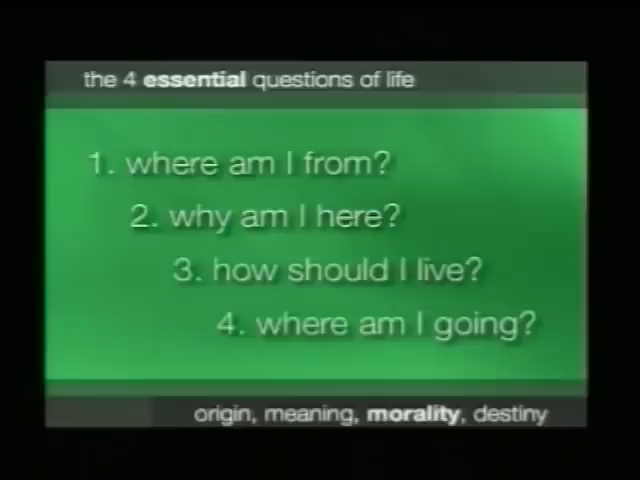 the 4 essential questions of life
1. where am I from?
2. why am I here?
3. how should I live?
4. where am I going?
origin, meaning, morality, destiny